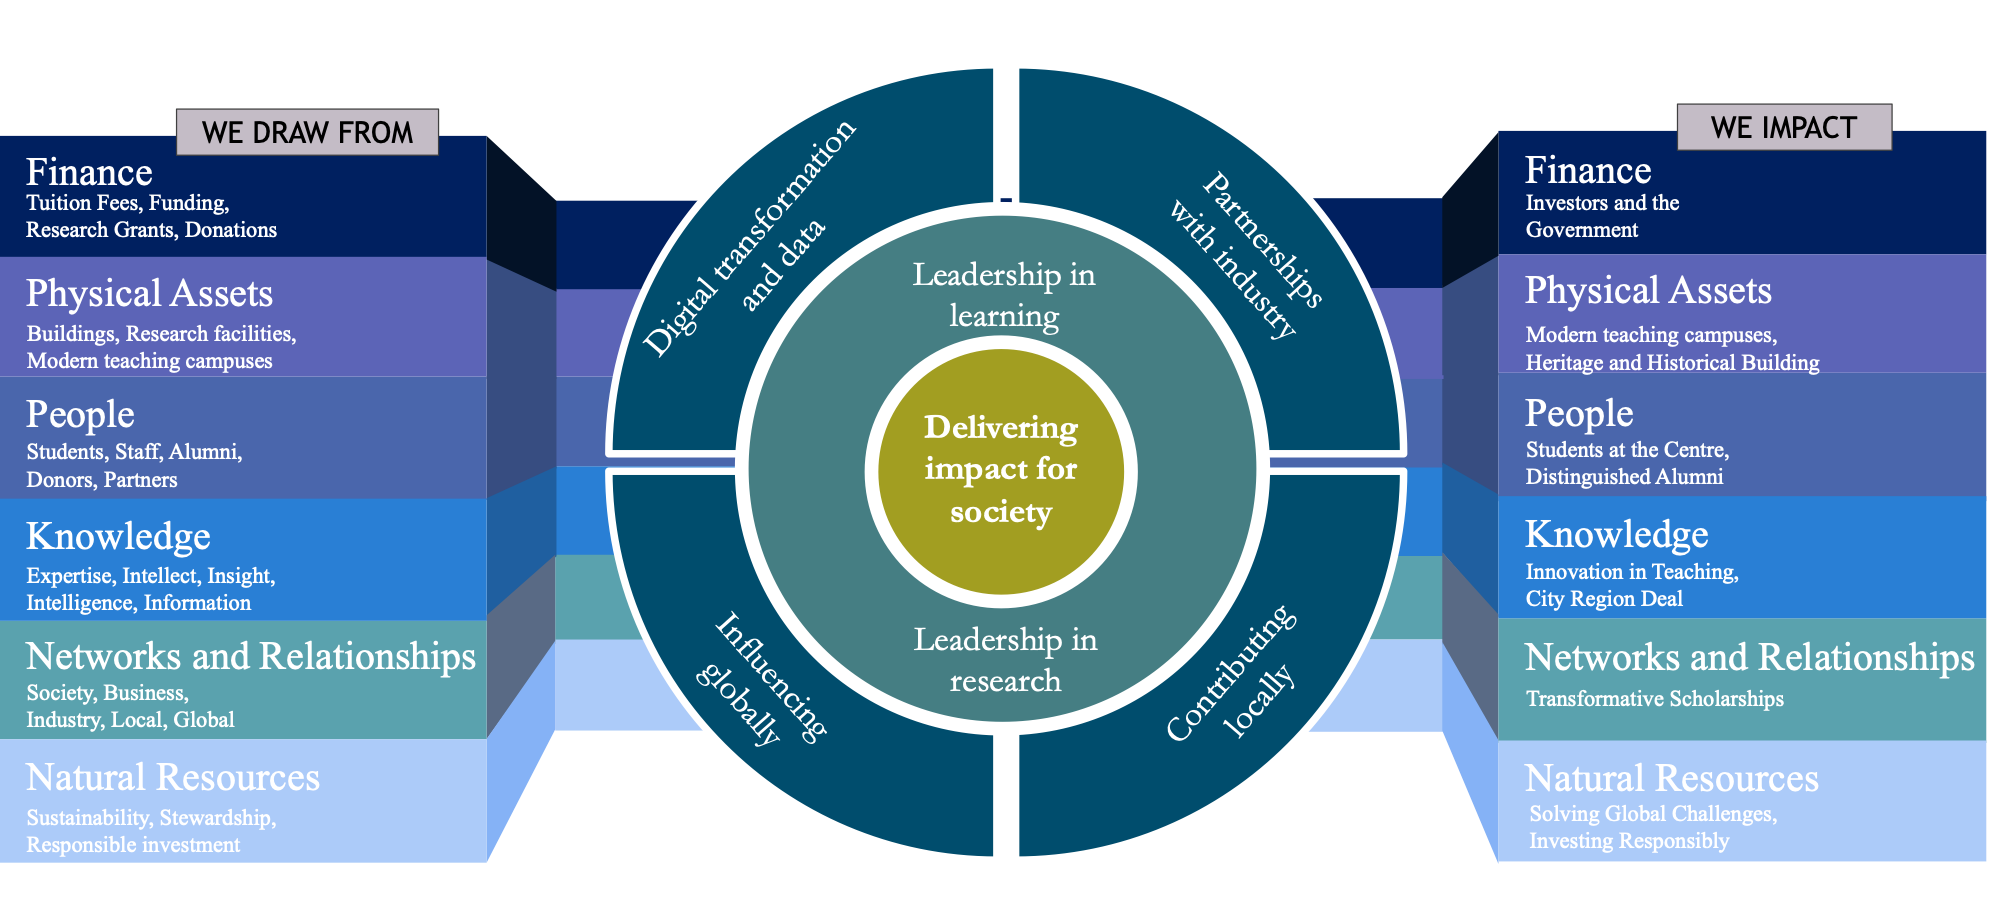 WE DRAW FROM
Finance
Tuition Fees, Funding,
Research Grants, Donations
Physical Assets
Buildings, Research facilities,
Modern teaching campuses
People
Students, Staff, Alumni,
Donors, Partners
Knowledge
Expertise, Intellect, Insight,
Intelligence, Information
Networks and Relationships
Society, Business,
Industry, Local, Global
Natural Resources
Sustainability, Stewardship,
Responsible investment
Digital transformation
and data
Partnerships
with industry
Leadership in
learning
Delivering
impact for
society
Leadership in
research
Influencing
globally
Contributing
locally
WE IMPACT
Finance
Investors and the
Government
Physical Assets
Modern teaching campuses,
Heritage and Historical Building
People
Students at the Centre,
Distinguished Alumni
Knowledge
Innovation in Teaching,
City Region Deal
Networks and Relationships
Transformative Scholarships
Natural Resources
Solving Global Challenges,
Investing Responsibly